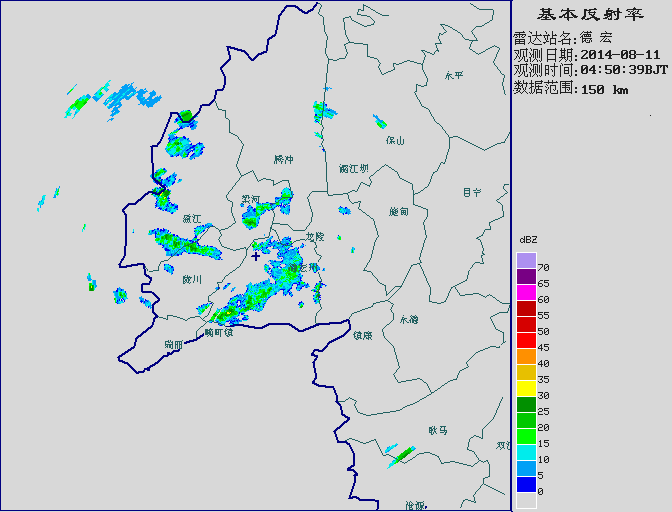 基本反射率
雷达站名:德 宏
观测日期:2014-08-11
观测时间:04:50:39BJT
数据范围:150 km
永平
保山
腾冲
潞江坝
昌宁
梁河
施甸
盈江
龙陵
陇川
永德
镇康
畹町镇
瑞丽
耿马
双江
沧源
dBZ
70
65
60
55
50
45
40
35
30
25
20
15
10
5
0